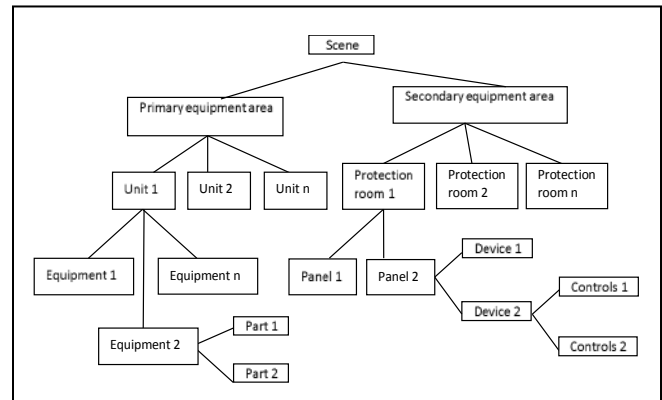 Scene
Primary equipment area
Secondary equipment area
Unit 1
Unit 2
Unit n
Protection
room 1
Protection
room 2
Protection
room n
Equipment 1
Equipment n
Panel 1
Panel 2
Device 1
Device 2
Controls 1
Controls 2
Equipment 2
Part 1
Part 2